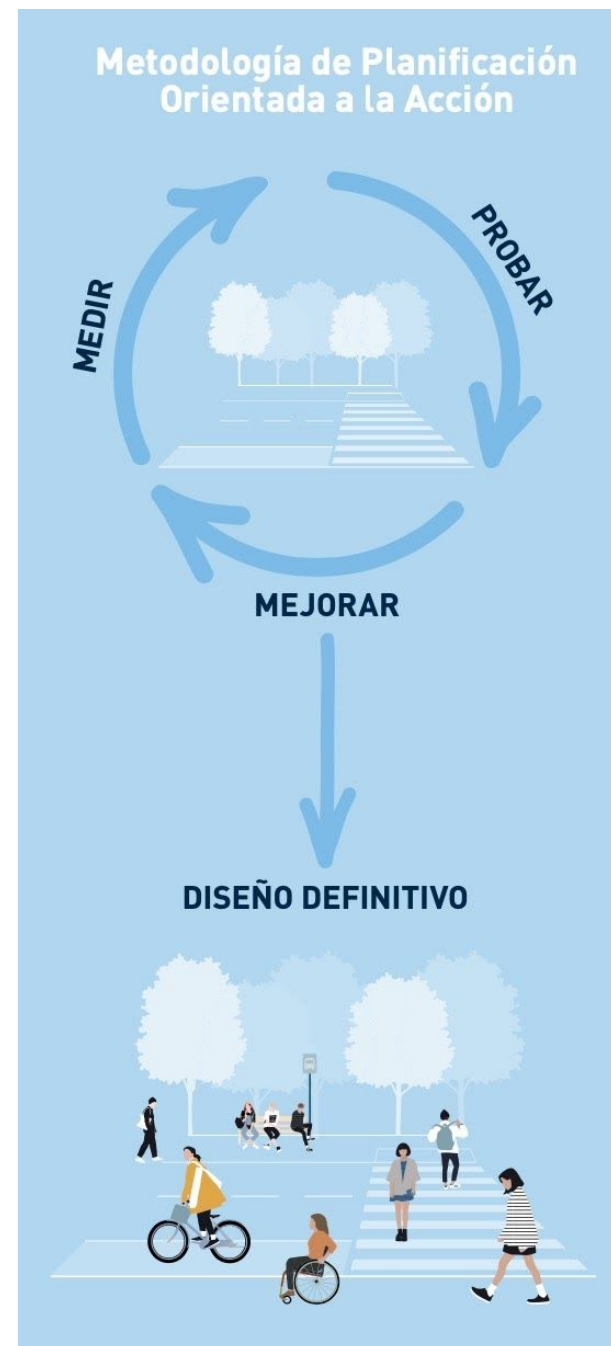 Metodología de Planificación
Orientada a la Acción
MEDIR
PROBAR
MEJORAR
DISEÑO DEFINITIVO